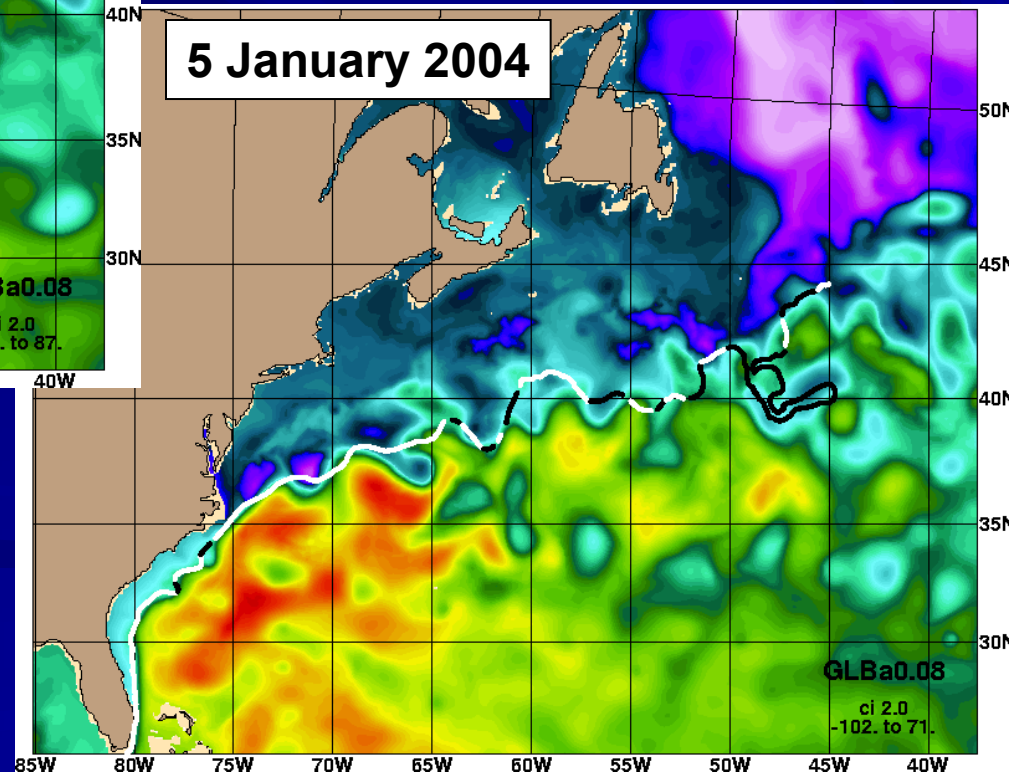 5 January 2004
40N
35N
30N
Ba0.08
i 2.0
. to 87.
40W
50N
45N
40N
35N
30N
GLBa0.08
ci 2.0
-102. to 71.
85W 80W 75W 70W 65W 60W 55W 50W 45W 40W